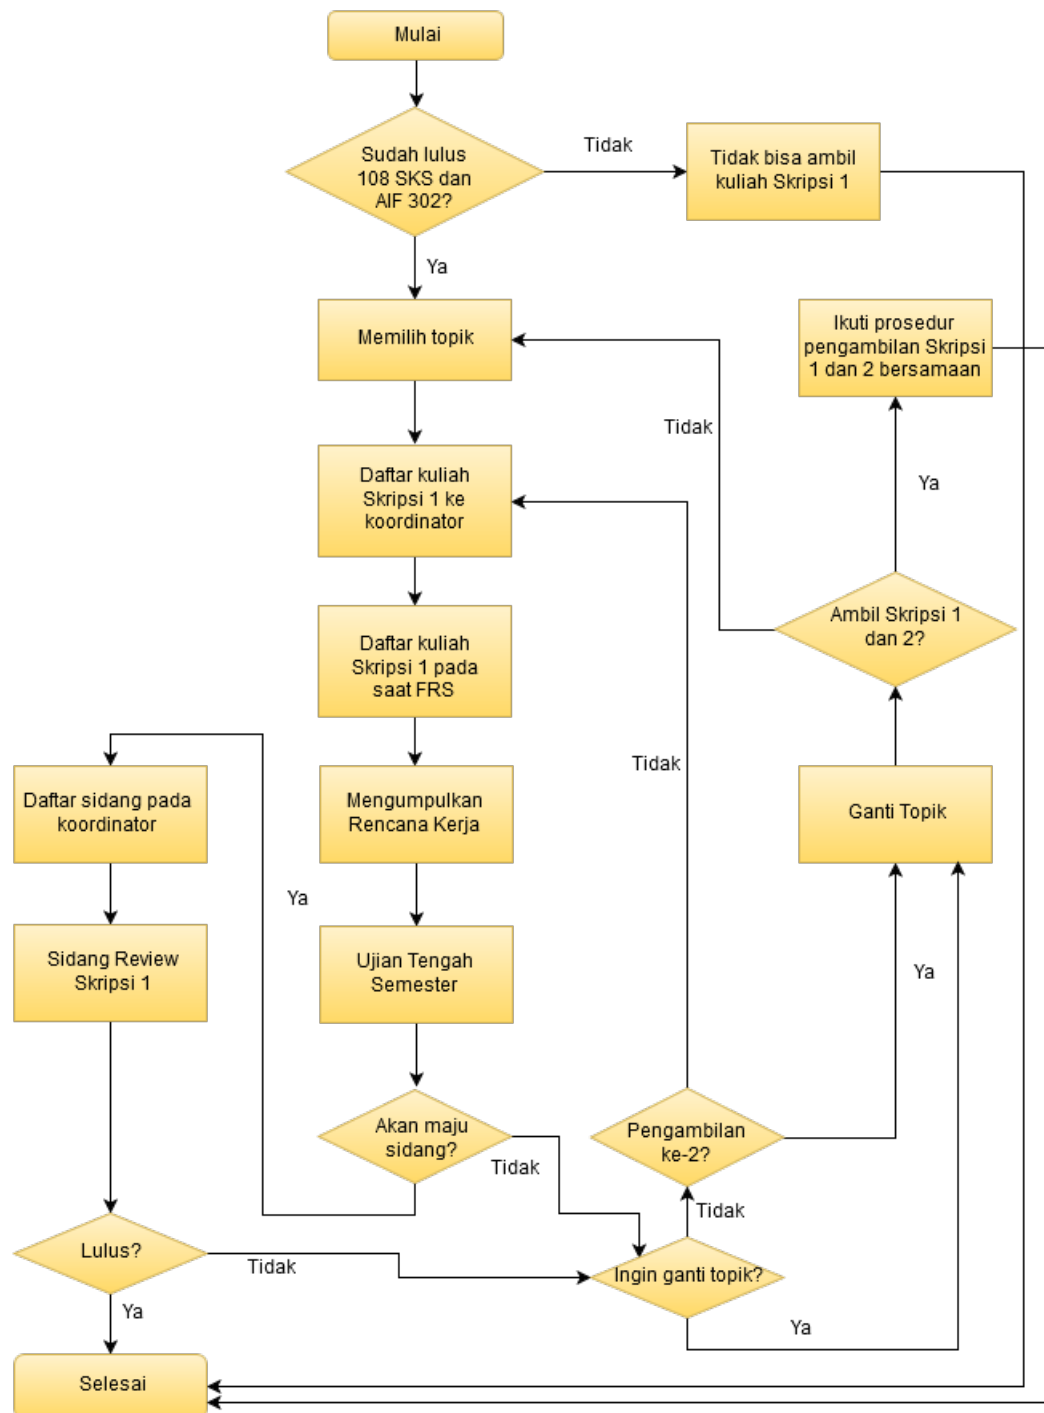 Mulai
Sudah lulus
108 SKS dan
AIF 302?
Tidak
Tidak bisa ambil
kuliah Skripsi 1
Ya
Memilih topik
Ikuti prosedur
pengambilan Skripsi
1 dan 2 bersamaan
Tidak
Daftar kuliah
Skripsi 1 ke
koordinator
Ya
Ambil Skripsi 1
dan 2?
Daftar kuliah
Skripsi 1 pada
saat FRS
Tidak
Daftar sidang pada
koordinator
Mengumpulkan
Rencana Kerja
Ganti Topik
Ya
Sidang Review
Skripsi 1
Ujian Tengah
Semester
Ya
Akan maju
sidang?
Tidak
Pengambilan
ke-2?
Tidak
Lulus?
Tidak
Ingin ganti topik?
Ya
Ya
Selesai